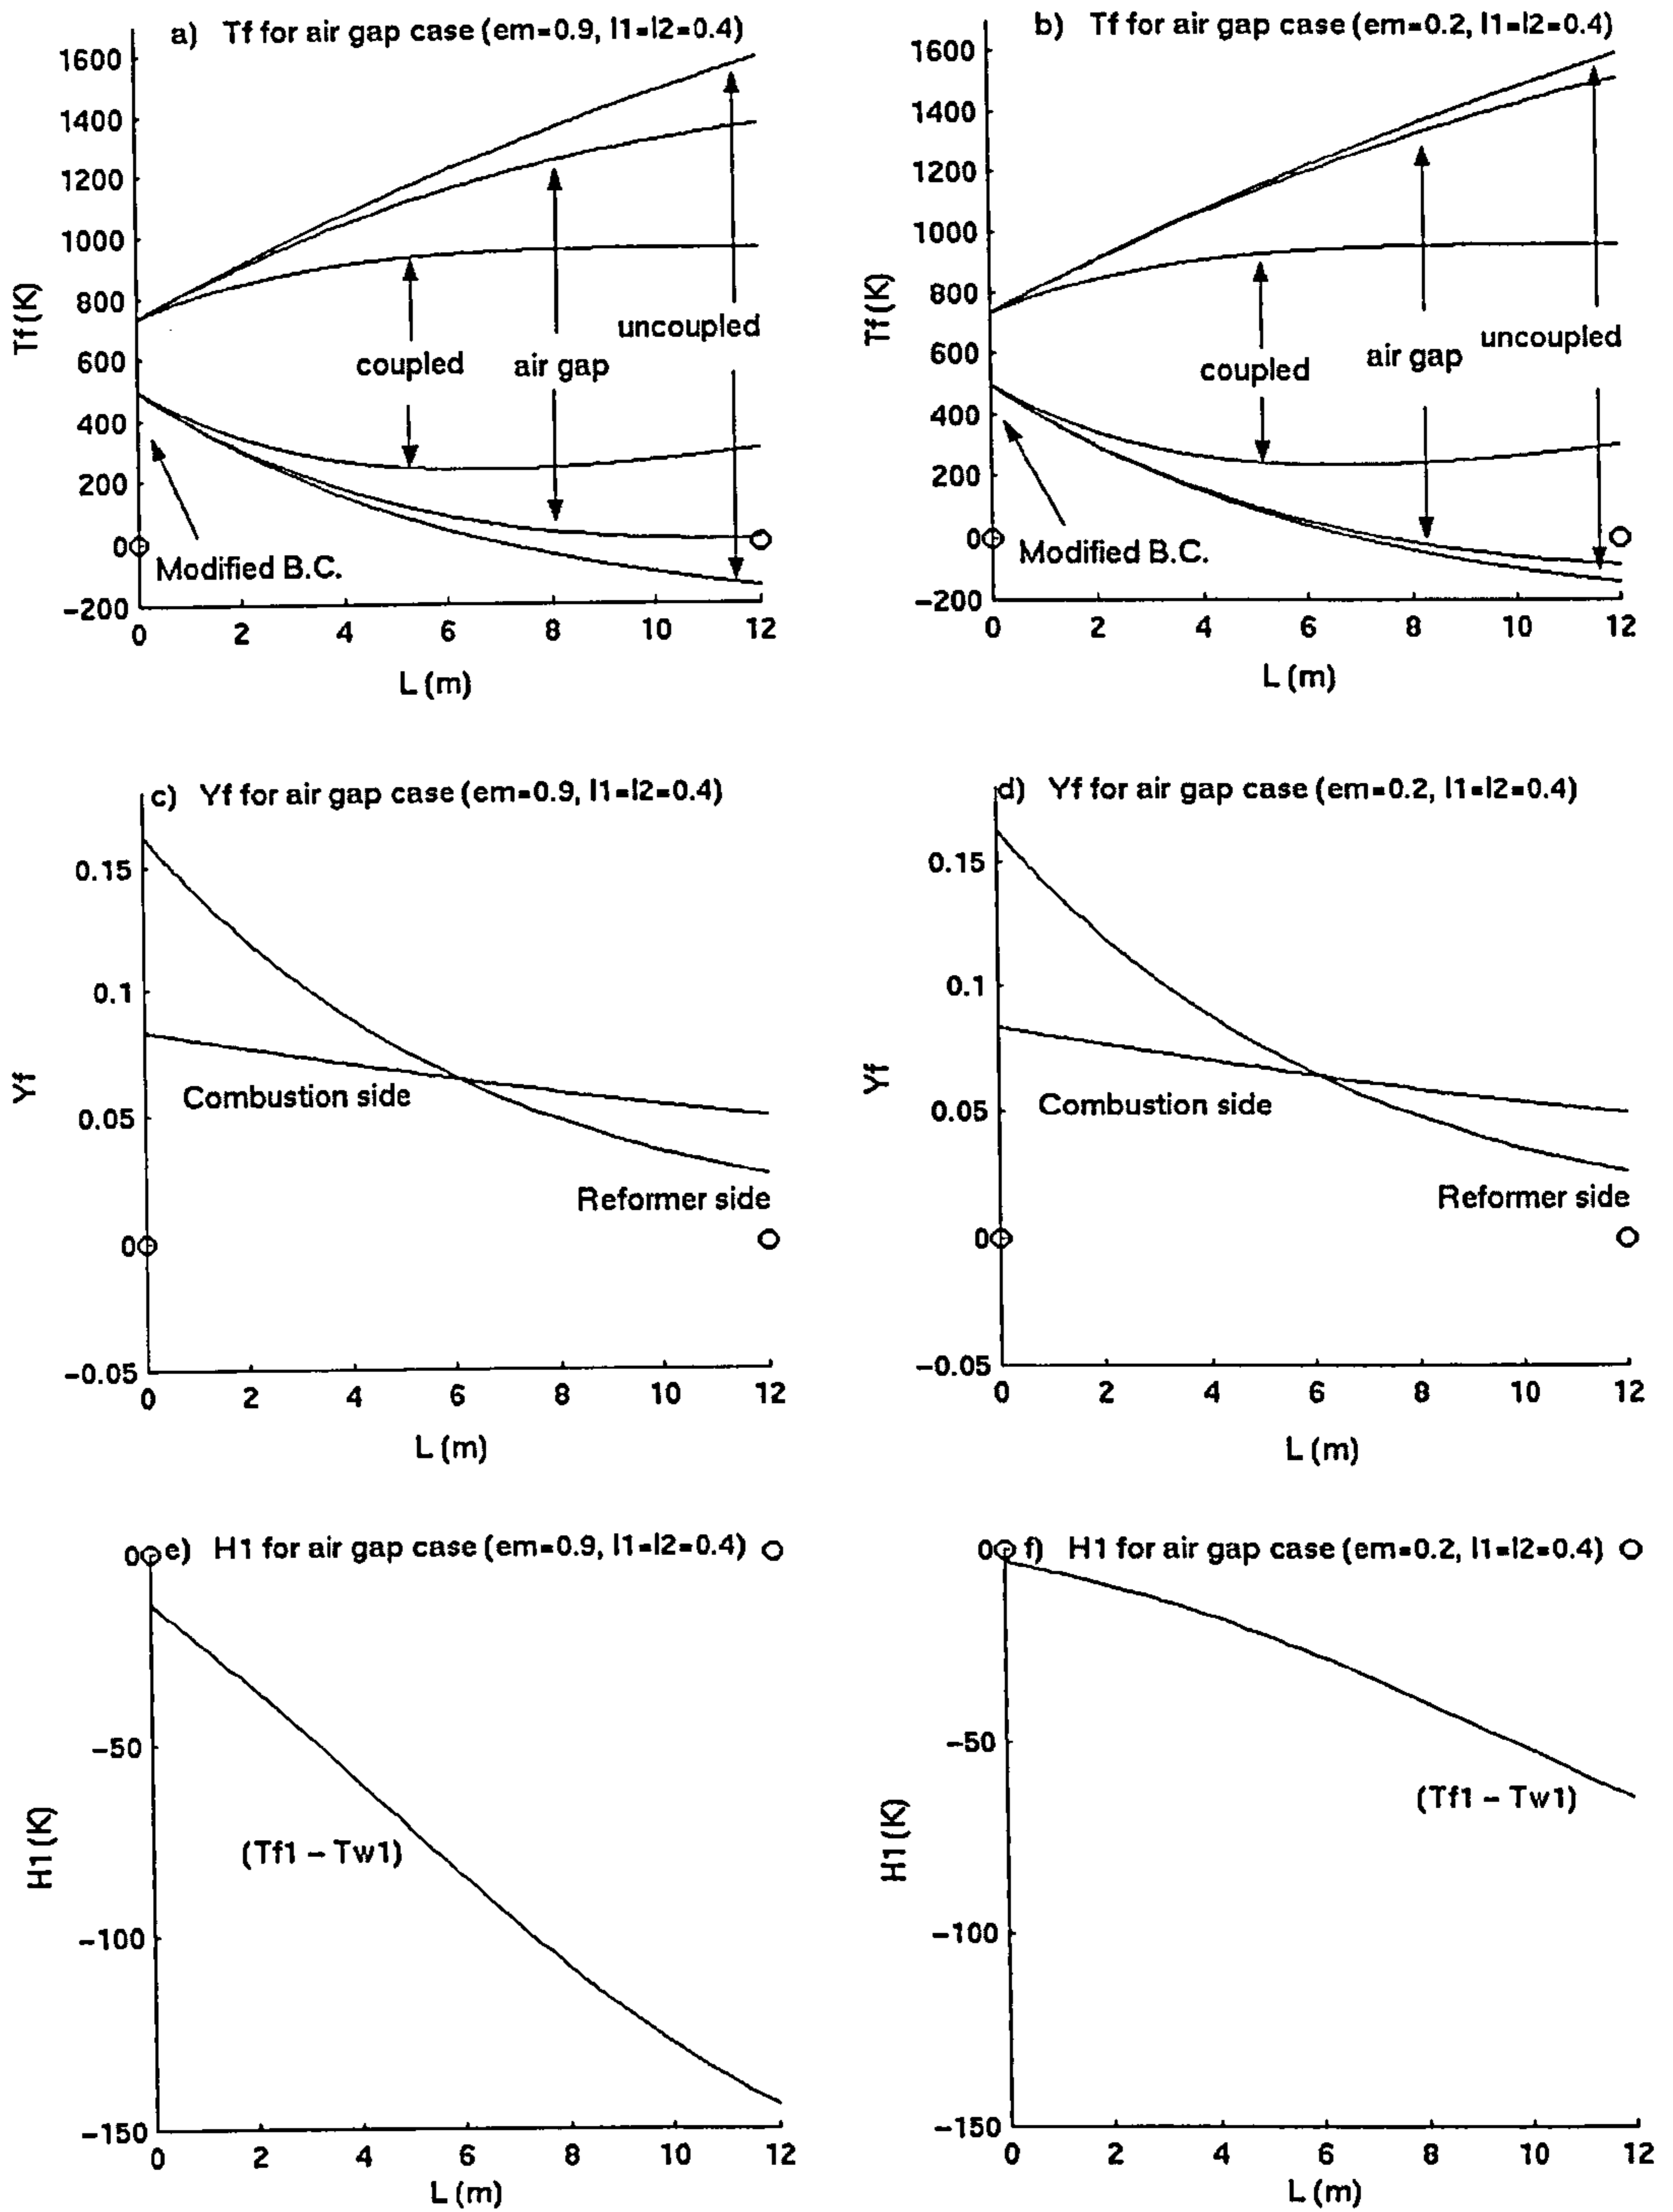 a) Tf for air gap case (em=0.9, l1=l2=0.4)
1600
1400
1200
1000
800
600
400
200
0
−200
Tf (K)
coupled
air gap
uncoupled
Modified B.C.
0 2 4 6 8 10 12
L (m)
b) Tf for air gap case (em=0.2, l1=l2=0.4)
1600
1400
1200
1000
800
600
400
200
0
−200
Tf (K)
coupled
air gap
uncoupled
Modified B.C.
0 2 4 6 8 10 12
L (m)
c) Yf for air gap case (em=0.9, l1=l2=0.4)
0.15
0.1
0.05
0
−0.05
Yf
Combustion side
Reformer side
0 2 4 6 8 10 12
L (m)
d) Yf for air gap case (em=0.2, l1=l2=0.4)
0.15
0.1
0.05
0
−0.05
Yf
Combustion side
Reformer side
0 2 4 6 8 10 12
L (m)
e) H1 for air gap case (em=0.9, l1=l2=0.4)
0
−50
−100
−150
H1 (K)
(Tf1 − Tw1)
0 2 4 6 8 10 12
L (m)
f) H1 for air gap case (em=0.2, l1=l2=0.4)
0
−50
−100
−150
H1 (K)
(Tf1 − Tw1)
0 2 4 6 8 10 12
L (m)